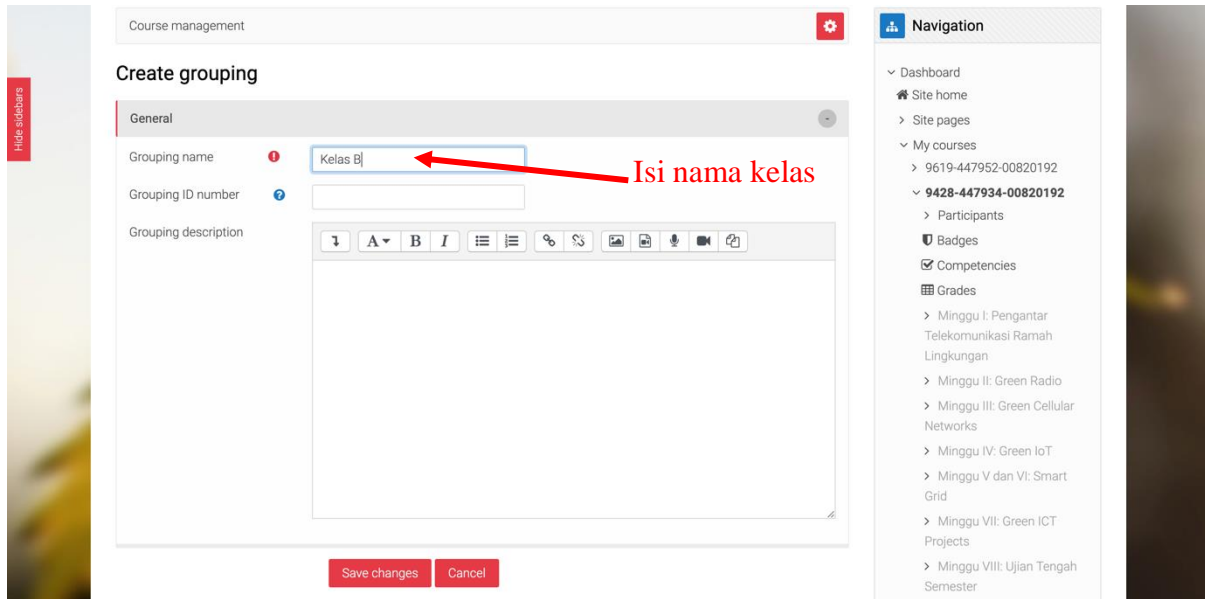 Hide sidebars
Course management
Create grouping
General
Grouping name
Kelas B
Isi nama kelas
Grouping ID number
Grouping description
A B I
Save changes Cancel
Navigation
Dashboard
Site home
Site pages
My courses
9619-447952-00820192
9428-447934-00820192
Participants
Badges
Competencies
Grades
Minggu I: Pengantar
Telekomunikasi Ramah
Lingkungan
Minggu II: Green Radio
Minggu III: Green Cellular
Networks
Minggu IV: Green IoT
Minggu V dan VI: Smart
Grid
Minggu VII: Green ICT
Projects
Minggu VIII: Ujian Tengah
Semester